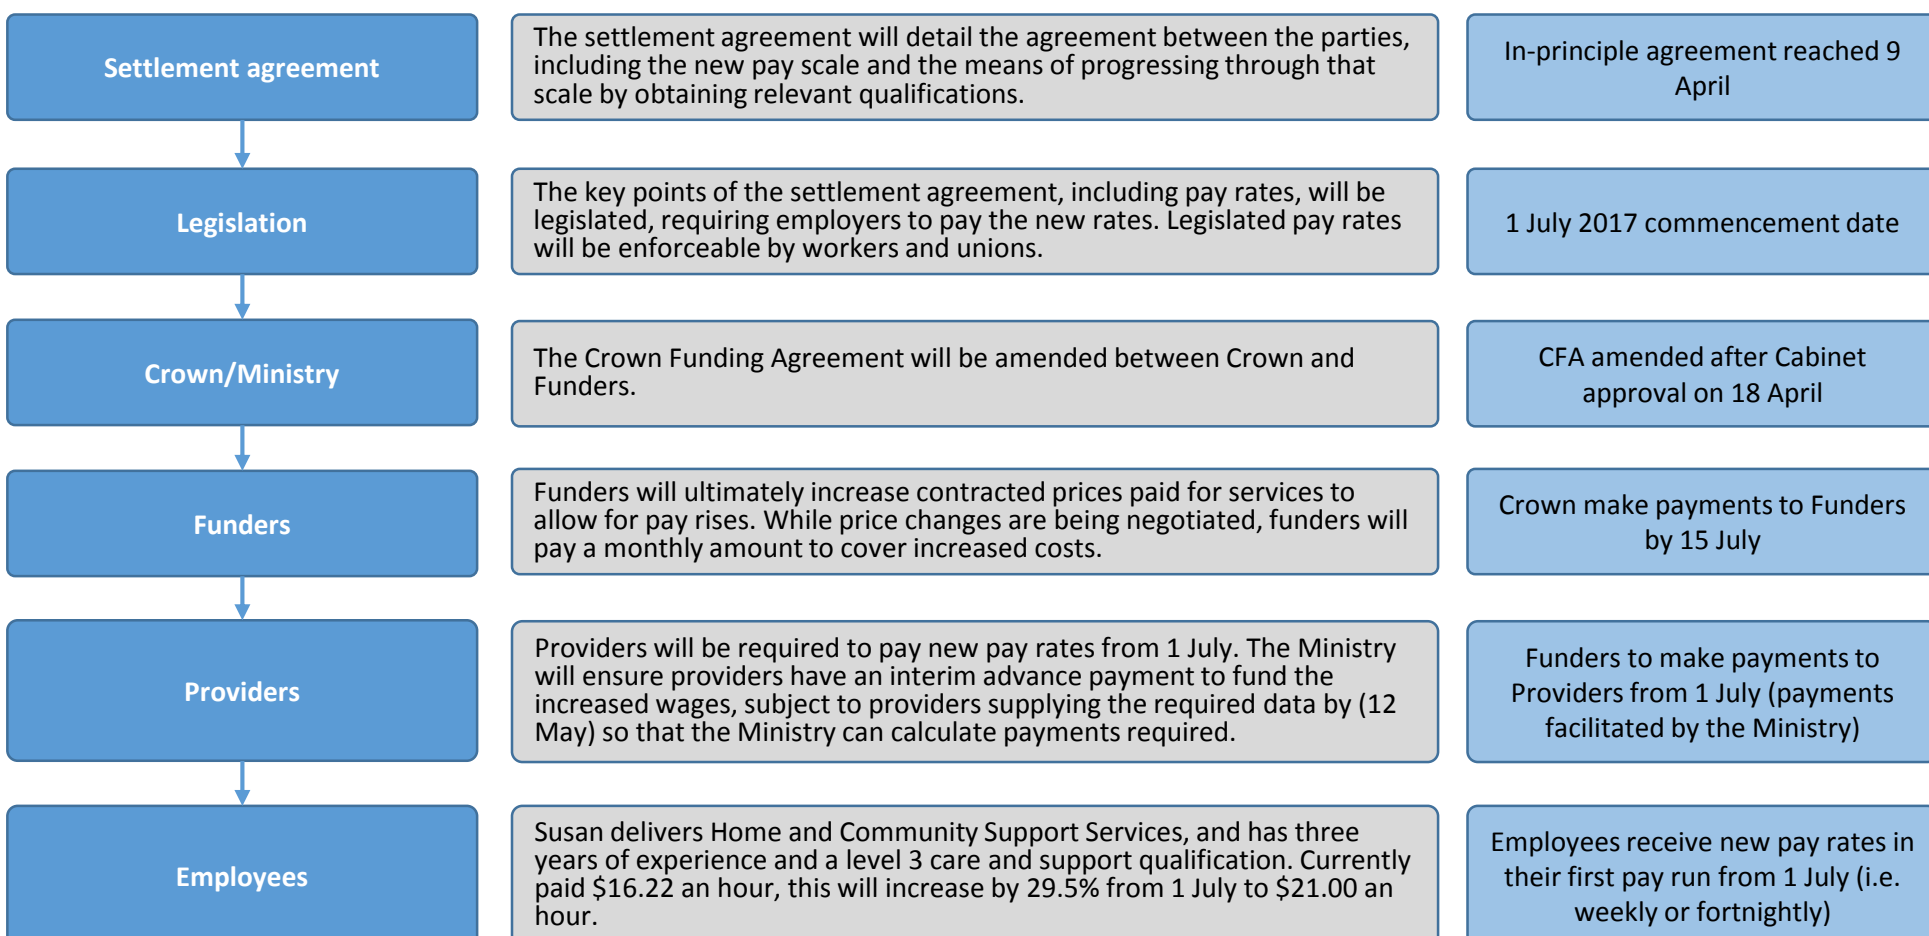 Settlement agreement
The settlement agreement will detail the agreement between the parties,
including the new pay scale and the means of progressing through that
scale by obtaining relevant qualifications.
In-principle agreement reached 9
April
Legislation
The key points of the settlement agreement, including pay rates, will be
legislated, requiring employers to pay the new rates. Legislated pay rates
will be enforceable by workers and unions.
1 July 2017 commencement date
Crown/Ministry
The Crown Funding Agreement will be amended between Crown and
Funders.
CFA amended after Cabinet
approval on 18 April
Funders
Funders will ultimately increase contracted prices paid for services to
allow for pay rises. While price changes are being negotiated, funders will
pay a monthly amount to cover increased costs.
Crown make payments to Funders
by 15 July
Providers
Providers will be required to pay new pay rates from 1 July. The Ministry
will ensure providers have an interim advance payment to fund the
increased wages, subject to providers supplying the required data by (12
May) so that the Ministry can calculate payments required.
Funders to make payments to
Providers from 1 July (payments
facilitated by the Ministry)
Employees
Susan delivers Home and Community Support Services, and has three
years of experience and a level 3 care and support qualification. Currently
paid $16.22 an hour, this will increase by 29.5% from 1 July to $21.00 an
hour.
Employees receive new pay rates in
their first pay run from 1 July (i.e.
weekly or fortnightly)